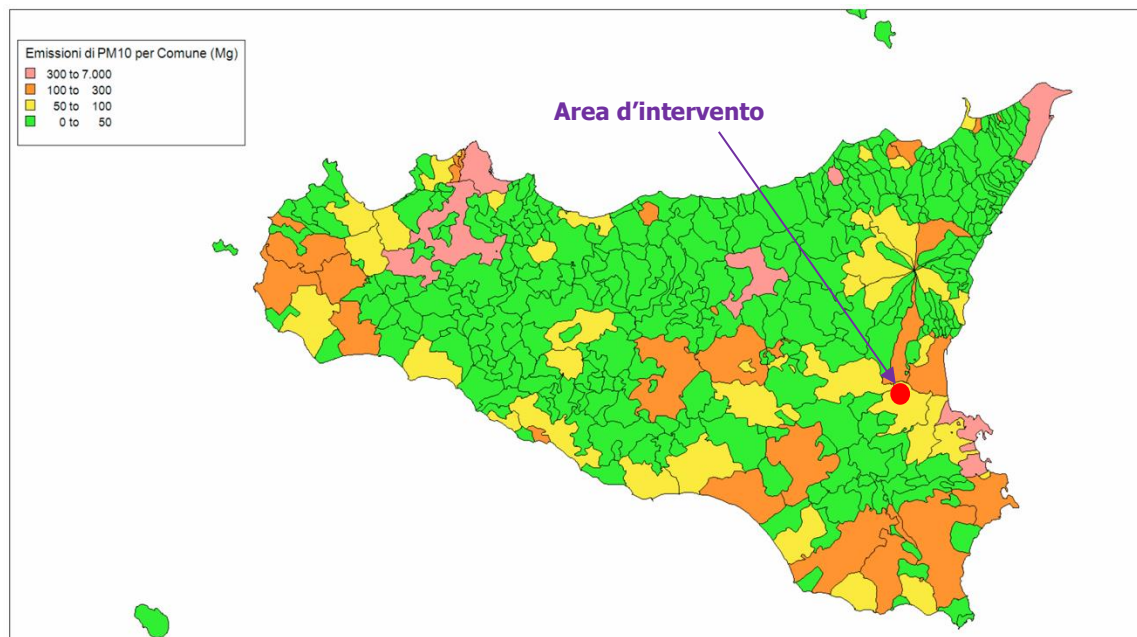 Emissioni di PM10 per Comune (Mg)
300 to 7.000
100 to 300
50 to 100
0 to 50
Area d’intervento